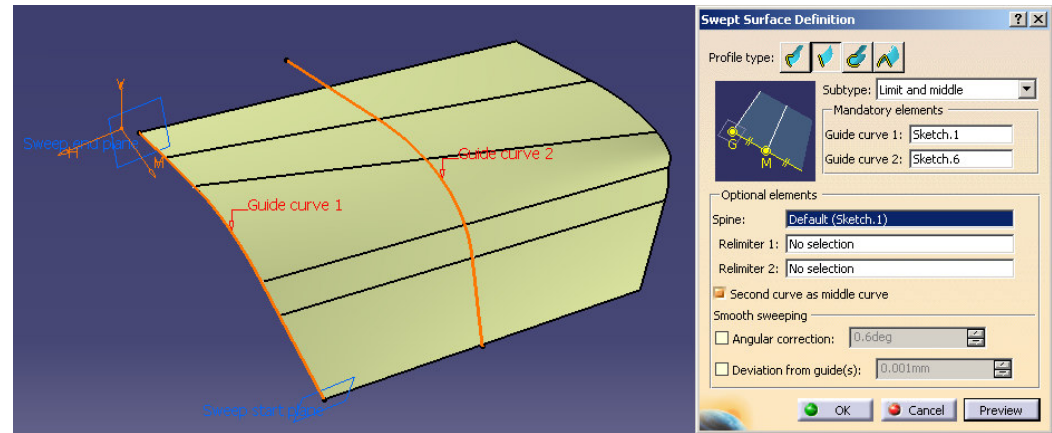 Y
Sweep end plane
H
M
Guide curve 2
Guide curve 1
Sweep start plane
Swept Surface Definition
Profile type:
Subtype: Limit and middle
Mandatory elements
Guide curve 1: Sketch.1
Guide curve 2: Sketch.6
G
M
Optional elements
Spine: Default (Sketch.1)
Relimiter 1: No selection
Relimiter 2: No selection
Second curve as middle curve
Smooth sweeping
Angular correction: 0.6deg
Deviation from guide(s): 0.001mm
OK Cancel Preview